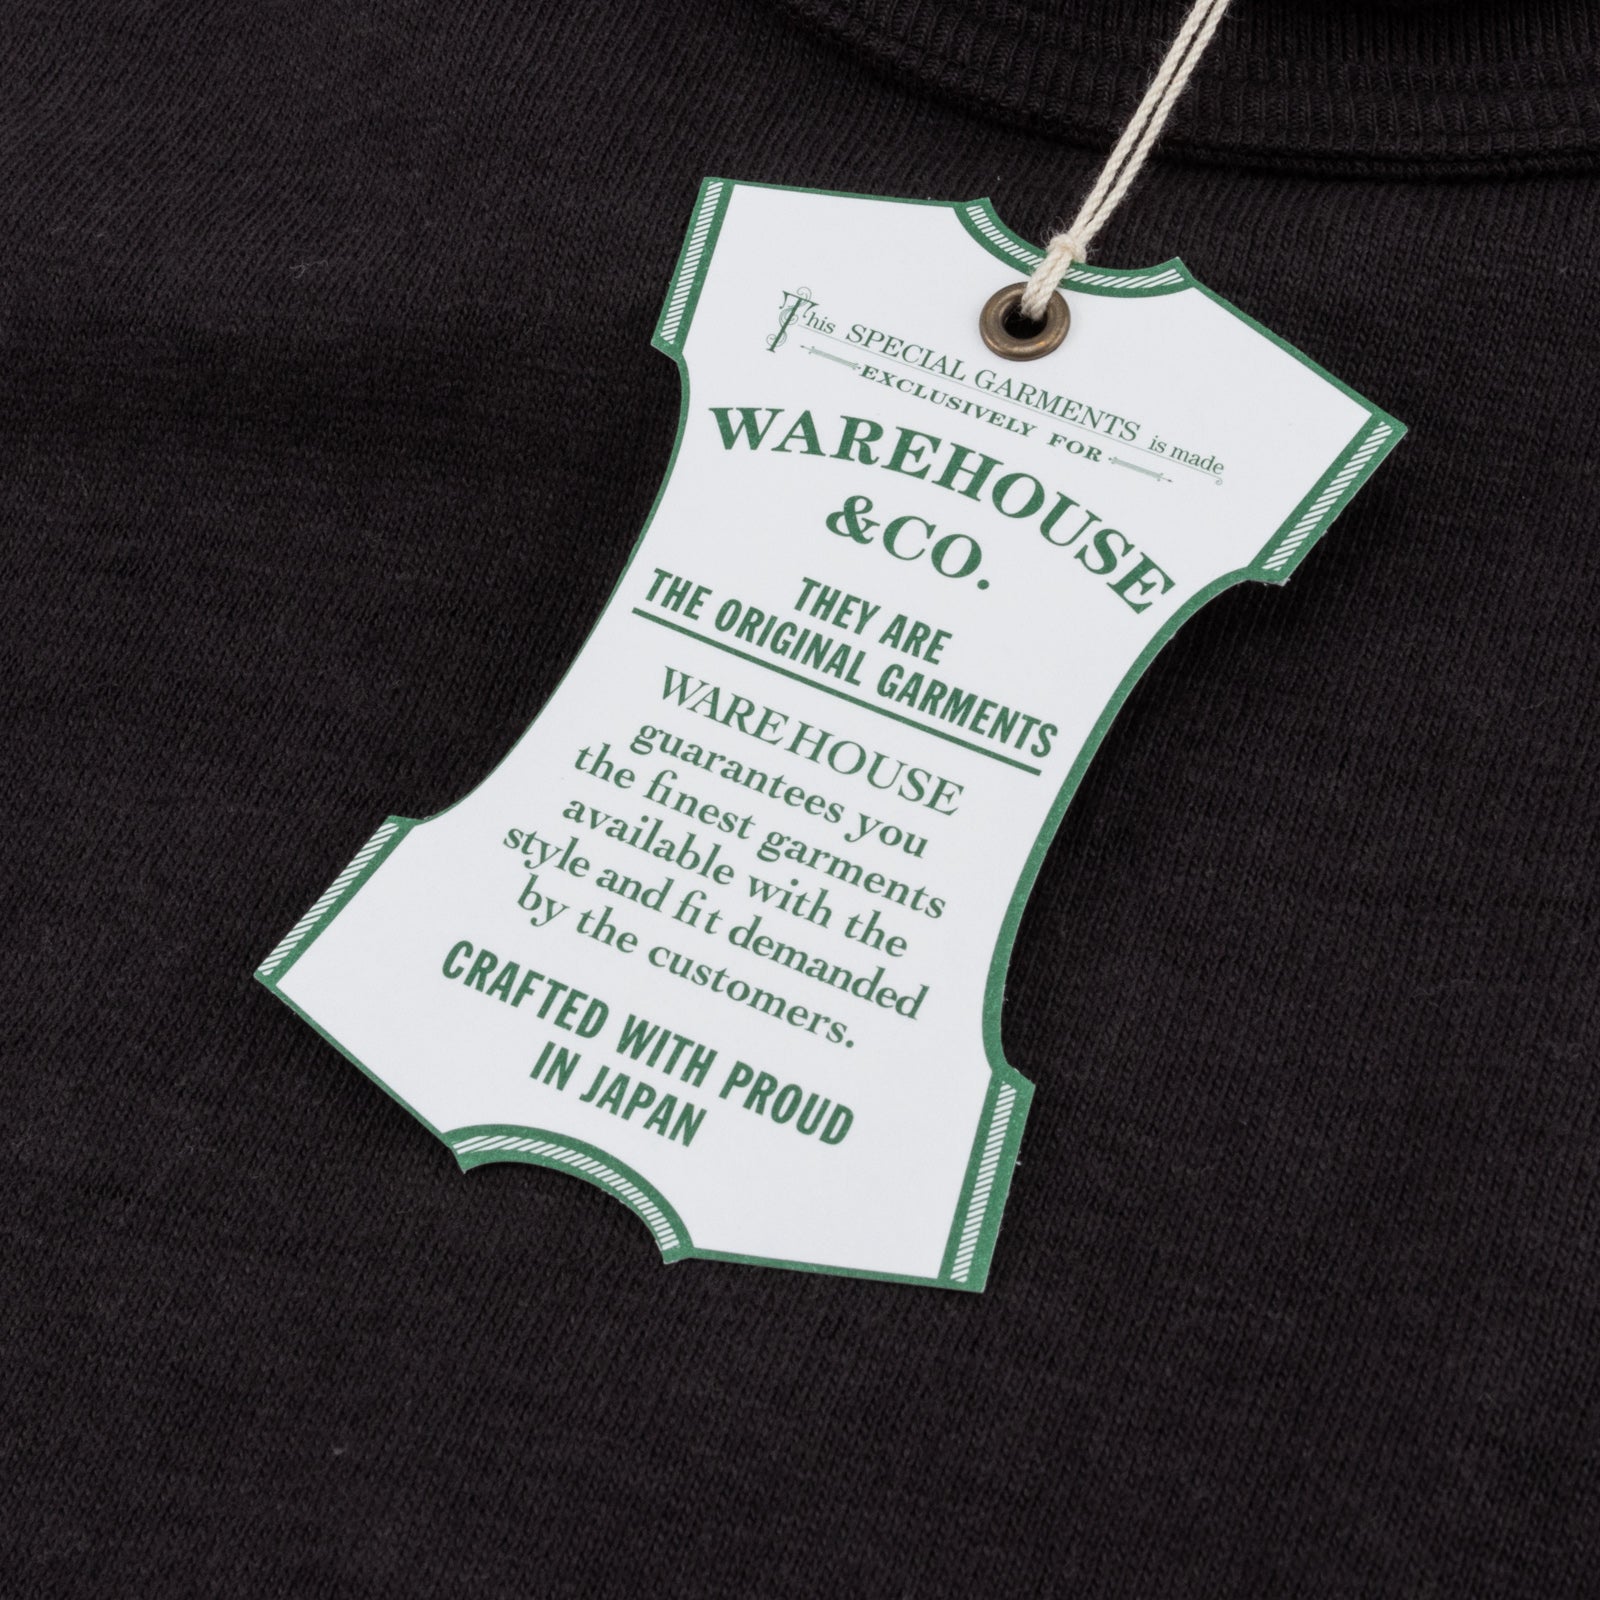 This SPECIAL GARMENTS is made
EXCLUSIVELY FOR
WAREHOUSE
&CO.
THEY ARE
THE ORIGINAL GARMENTS
WAREHOUSE
guarantees you
the finest garments
available with the
style and fit demanded
by the customers.
CRAFTED WITH PROUD
IN JAPAN